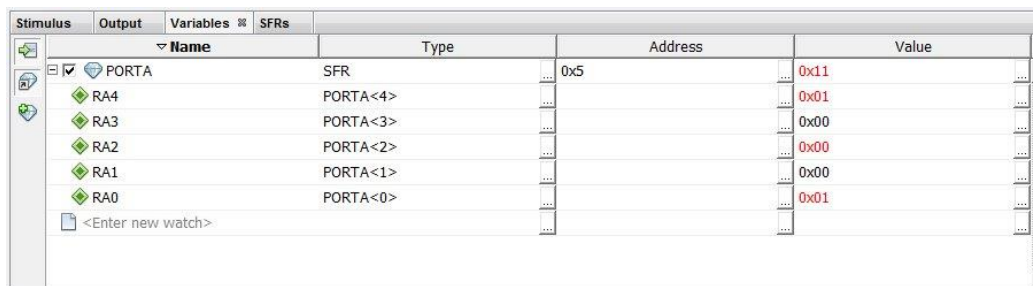 Stimulus Output Variables SFRs
Name Type Address Value
PORTA SFR ... 0x5 ... 0x11 ...
RA4 PORTA<4> ... ... 0x01 ...
RA3 PORTA<3> ... ... 0x00 ...
RA2 PORTA<2> ... ... 0x00 ...
RA1 PORTA<1> ... ... 0x00 ...
RA0 PORTA<0> ... ... 0x01 ...
<Enter new watch> ... ... ...